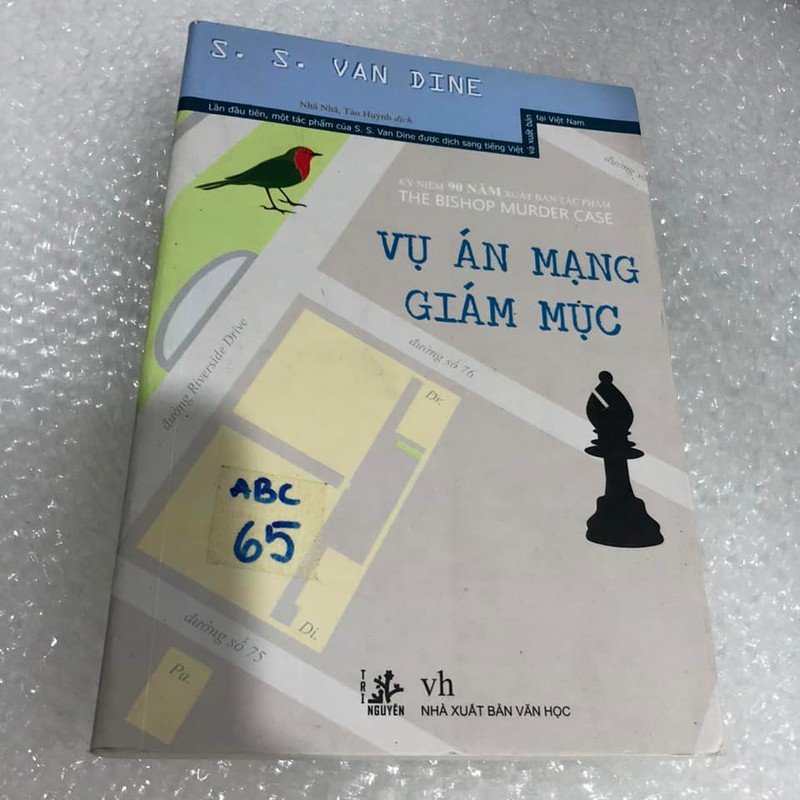 S. S. VAN DINE
Nhã Nhã, Tào Huỳnh dịch
Lần đầu tiên, một tác phẩm của S. S. Van Dine được dịch sang tiếng Việt
và xuất bản
tại Việt Nam
KỶ NIỆM 90 NĂM XUẤT BẢN TÁC PHẨM
THE BISHOP MURDER CASE
VỤ ÁN MẠNG
GIÁM MỤC
đường Riverside Drive
đường số 76
Dr.
ABC
65
Di.
đường số 75
Pa.
TRI
NGUYÊN
vh
NHÀ XUẤT BẢN VĂN HỌC